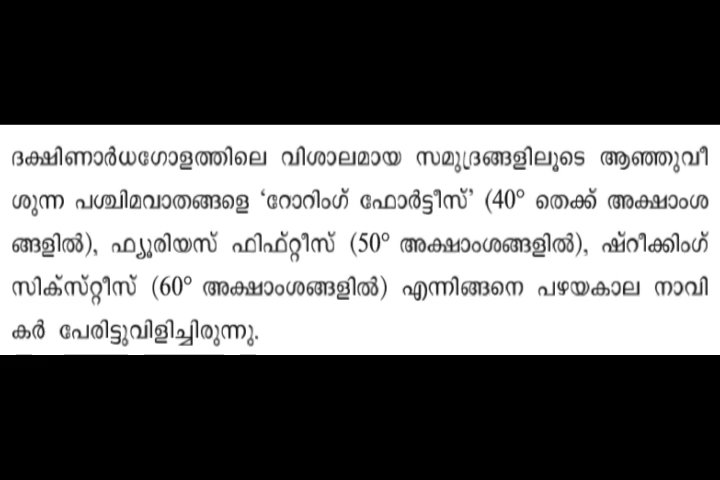 ദക്ഷിണാർധഗോളത്തിലെ വിശാലമായ സമുദ്രങ്ങളിലൂടെ ആഞ്ഞുവീ
ശുന്ന പശ്ചിമവാതങ്ങളെ ‘റോറിംഗ് ഫോർട്ടീസ്’ (40° തെക്ക് അക്ഷാംശ
ങ്ങളിൽ), ഫ്യൂരിയസ് ഫിഫ്റ്റീസ് (50° അക്ഷാംശങ്ങളിൽ), ഷ്റീക്കിംഗ്
സിക്സ്റ്റീസ് (60° അക്ഷാംശങ്ങളിൽ) എന്നിങ്ങനെ പഴയകാല നാവി
കർ പേരിട്ടുവിളിച്ചിരുന്നു.